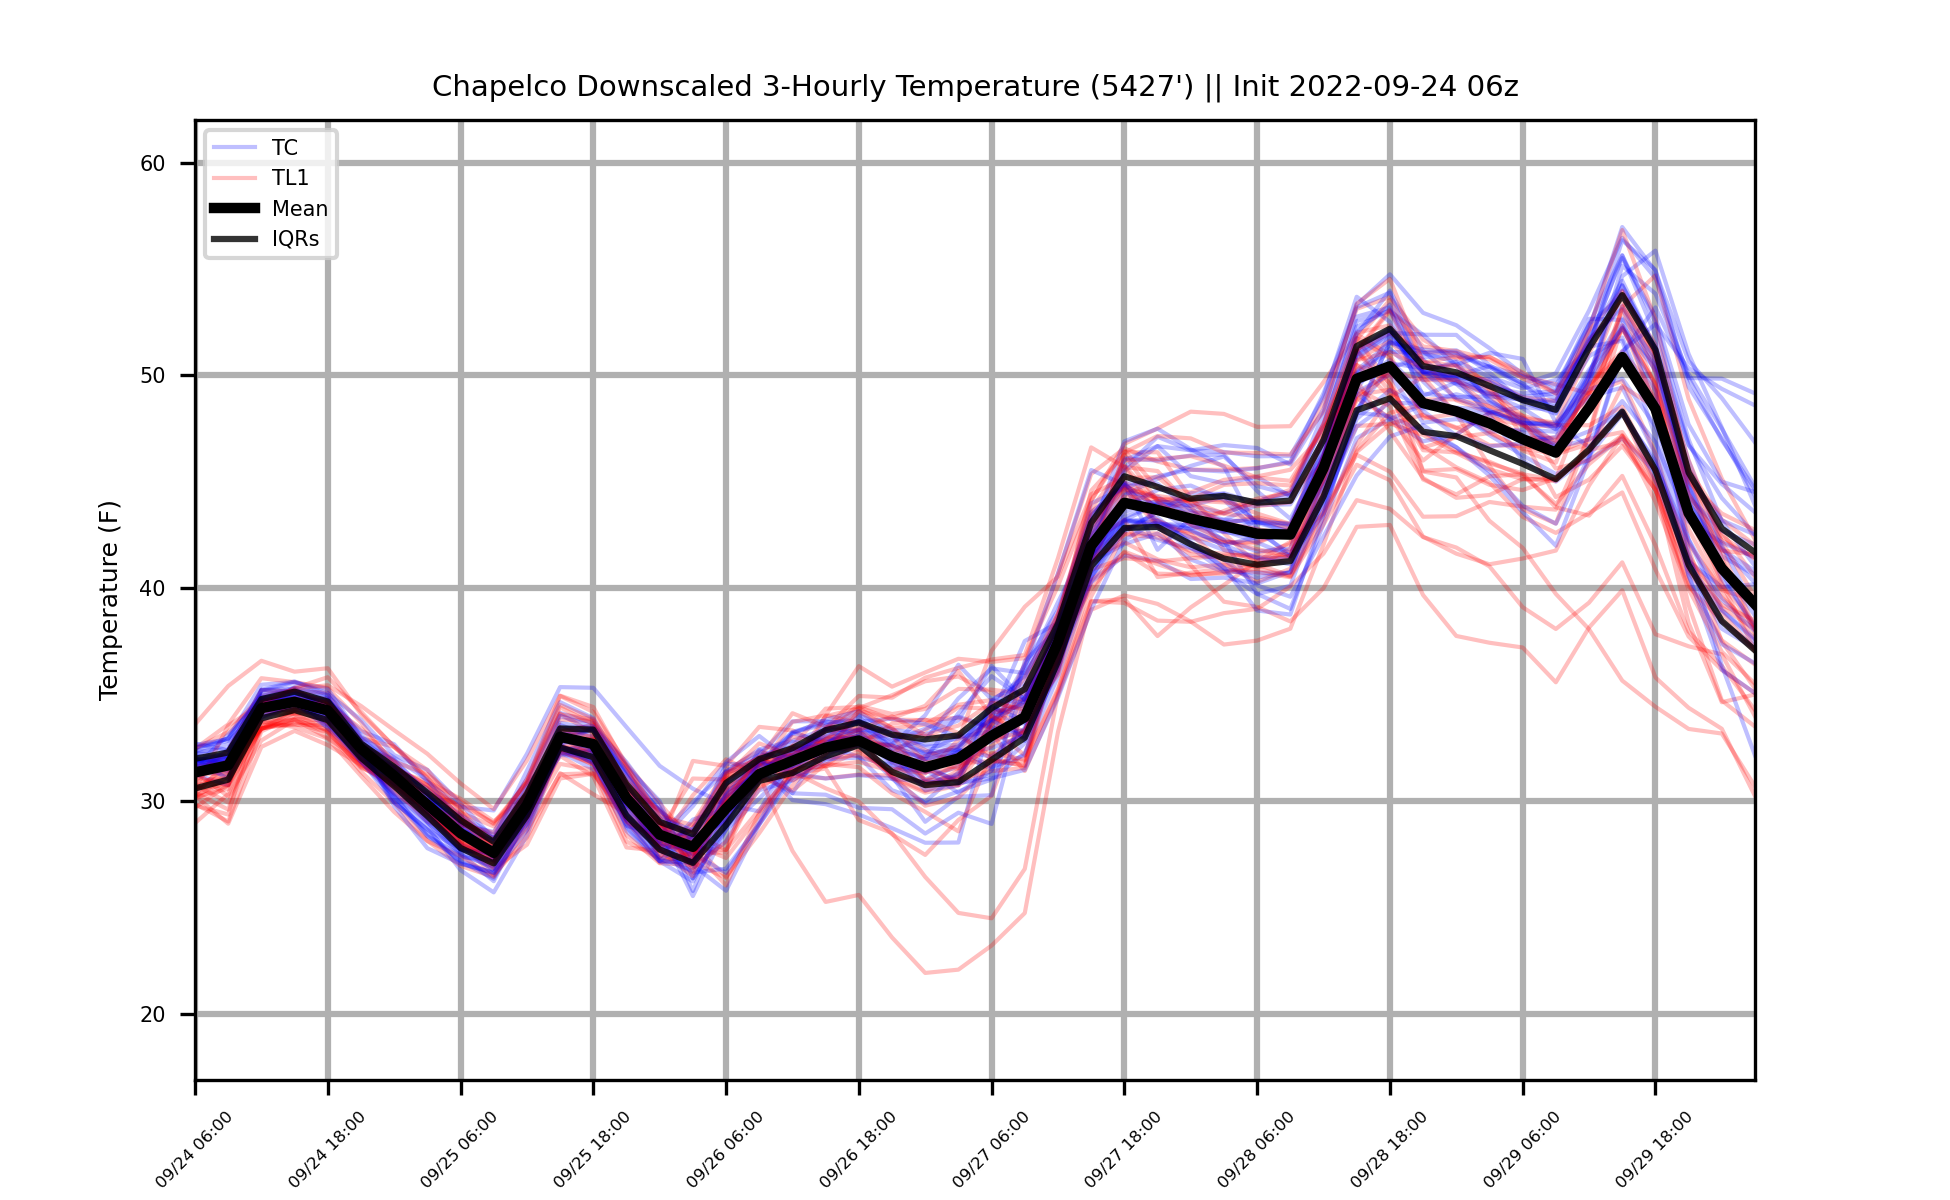 Chapelco Downscaled 3-Hourly Temperature (5427') || Init 2022-09-24 06z
TC
TL1
Mean
IQRs
Temperature (F)
60
50
40
30
20
09/24 06:00
09/24 18:00
09/25 06:00
09/25 18:00
09/26 06:00
09/26 18:00
09/27 06:00
09/27 18:00
09/28 06:00
09/28 18:00
09/29 06:00
09/29 18:00